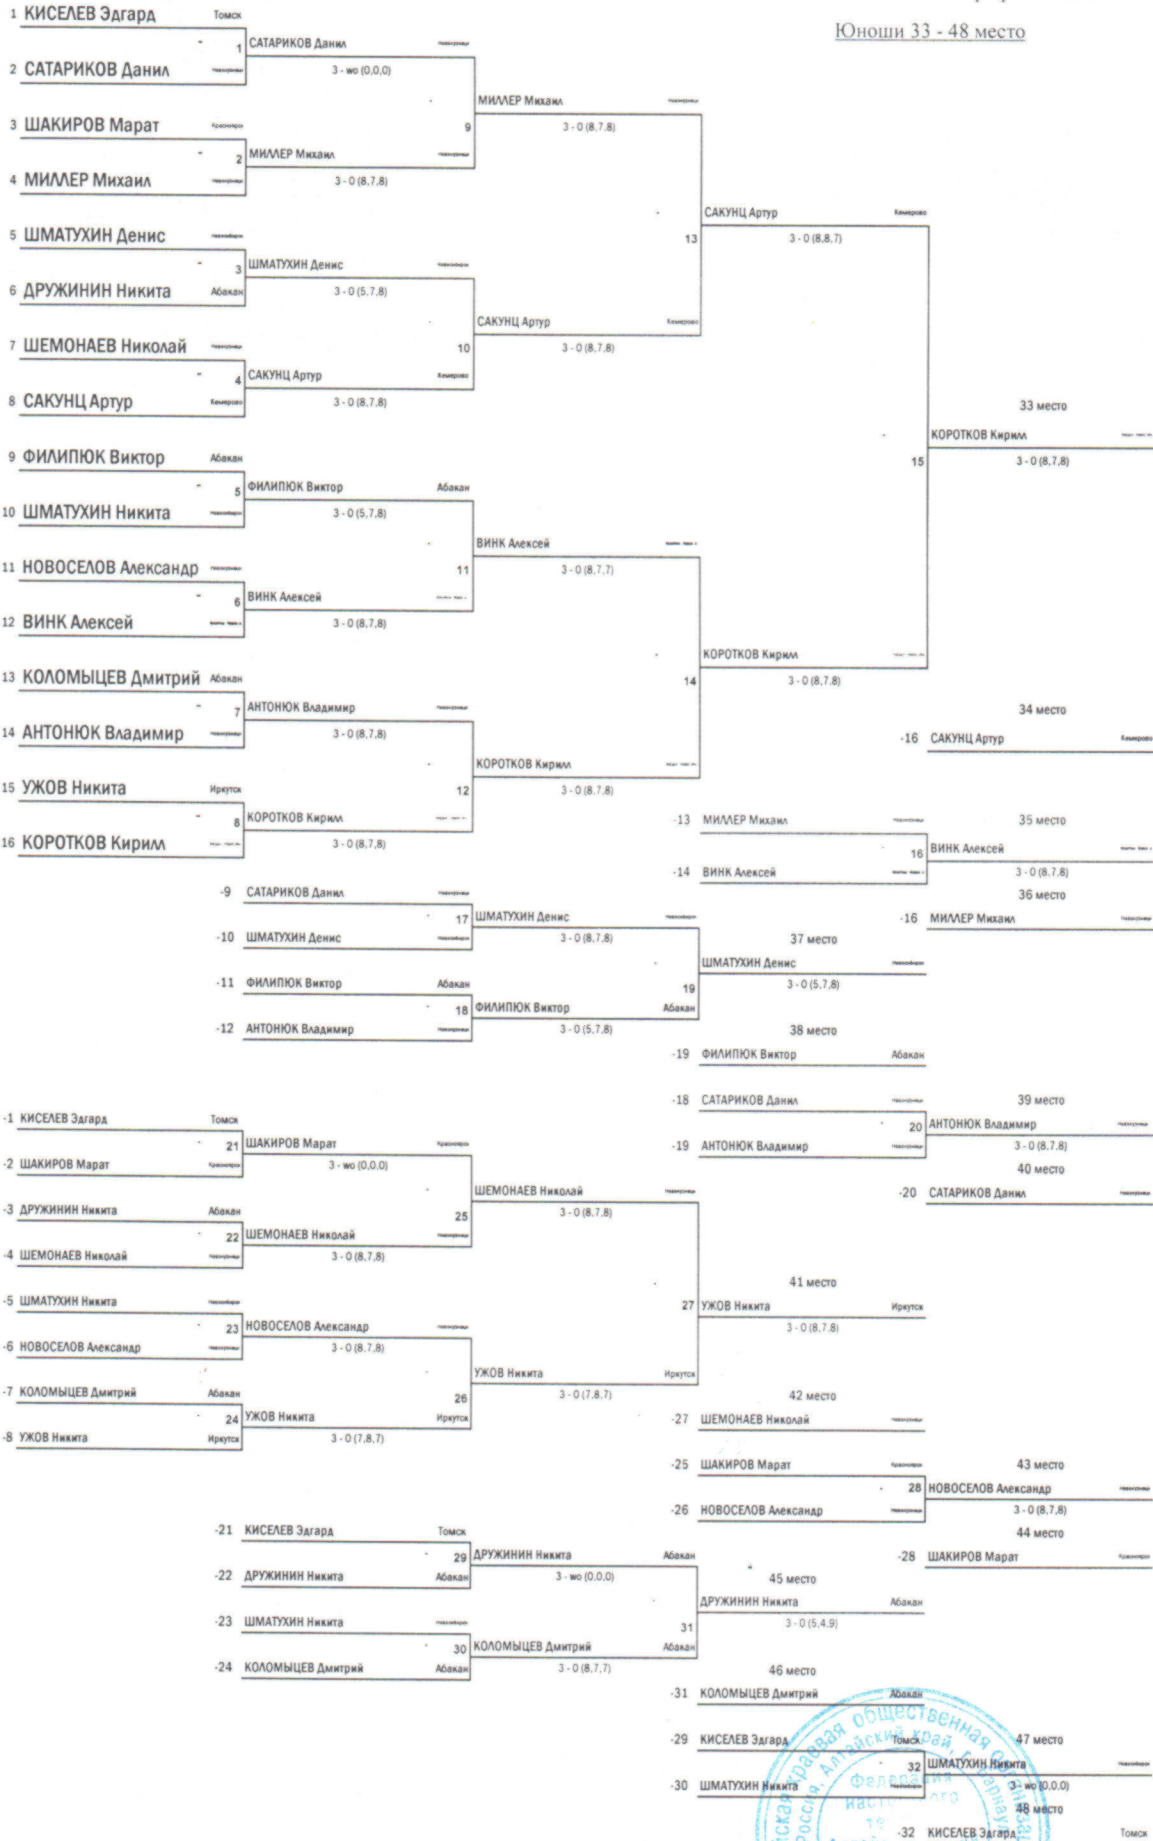 Юноши 33 - 48 место
1 КИСЕЛЕВ Эдгард Томск
1 САТАРИКОВ Данил
2 САТАРИКОВ Данил
3 - wo (0,0,0)
МИЛЛЕР Михаил
3 ШАКИРОВ Марат Красноярск
9
3 - 0 (8,7,8)
2 МИЛЛЕР Михаил
4 МИЛЛЕР Михаил
3 - 0 (8,7,8)
САКУНЦ Артур Кемерово
5 ШМАТУХИН Денис
13
3 - 0 (8,8,7)
3 ШМАТУХИН Денис
6 ДРУЖИНИН Никита Абакан
3 - 0 (5,7,8)
САКУНЦ Артур Кемерово
7 ШЕМОНАЕВ Николай
10
3 - 0 (8,7,8)
4 САКУНЦ Артур Кемерово
8 САКУНЦ Артур Кемерово
3 - 0 (8,7,8)
33 место
КОРОТКОВ Кирилл
9 ФИЛИПЮК Виктор Абакан
15
3 - 0 (8,7,8)
5 ФИЛИПЮК Виктор Абакан
10 ШМАТУХИН Никита
3 - 0 (5,7,8)
ВИНК Алексей
11 НОВОСЕЛОВ Александр
11
3 - 0 (8,7,7)
6 ВИНК Алексей
12 ВИНК Алексей
3 - 0 (8,7,8)
КОРОТКОВ Кирилл
13 КОЛОМЫЦЕВ Дмитрий Абакан
14
3 - 0 (8,7,8)
7 АНТОНЮК Владимир
34 место
14 АНТОНЮК Владимир
3 - 0 (8,7,8)
-16 САКУНЦ Артур Кемерово
КОРОТКОВ Кирилл
15 УЖОВ Никита Иркутск
12
3 - 0 (8,7,8)
8 КОРОТКОВ Кирилл
-13 МИЛЛЕР Михаил
35 место
16 КОРОТКОВ Кирилл
3 - 0 (8,7,8)
16 ВИНК Алексей
-14 ВИНК Алексей
3 - 0 (8,7,8)
-9 САТАРИКОВ Данил
36 место
17 ШМАТУХИН Денис
-16 МИЛЛЕР Михаил
-10 ШМАТУХИН Денис
3 - 0 (8,7,8)
37 место
ШМАТУХИН Денис
-11 ФИЛИПЮК Виктор Абакан
19
3 - 0 (5,7,8)
18 ФИЛИПЮК Виктор Абакан
-12 АНТОНЮК Владимир
3 - 0 (5,7,8)
38 место
-19 ФИЛИПЮК Виктор Абакан
-18 САТАРИКОВ Данил
39 место
-1 КИСЕЛЕВ Эдгард Томск
20 АНТОНЮК Владимир
21 ШАКИРОВ Марат Красноярск
-19 АНТОНЮК Владимир
3 - 0 (8,7,8)
-2 ШАКИРОВ Марат Красноярск
3 - wo (0,0,0)
40 место
ШЕМОНАЕВ Николай
-20 САТАРИКОВ Данил
-3 ДРУЖИНИН Никита Абакан
25
3 - 0 (8,7,8)
22 ШЕМОНАЕВ Николай
-4 ШЕМОНАЕВ Николай
3 - 0 (8,7,8)
41 место
-5 ШМАТУХИН Никита
27 УЖОВ Никита Иркутск
23 НОВОСЕЛОВ Александр
3 - 0 (8,7,8)
-6 НОВОСЕЛОВ Александр
3 - 0 (8,7,8)
УЖОВ Никита Иркутск
-7 КОЛОМЫЦЕВ Дмитрий Абакан
26
3 - 0 (7,8,7)
42 место
24 УЖОВ Никита Иркутск
-27 ШЕМОНАЕВ Николай
-8 УЖОВ Никита Иркутск
3 - 0 (7,8,7)
-25 ШАКИРОВ Марат Красноярск
43 место
28 НОВОСЕЛОВ Александр
-26 НОВОСЕЛОВ Александр
3 - 0 (8,7,8)
-21 КИСЕЛЕВ Эдгард Томск
44 место
29 ДРУЖИНИН Никита Абакан
-28 ШАКИРОВ Марат Красноярск
-22 ДРУЖИНИН Никита Абакан
3 - wo (0,0,0)
45 место
ДРУЖИНИН Никита Абакан
-23 ШМАТУХИН Никита
31
3 - 0 (5,4,9)
30 КОЛОМЫЦЕВ Дмитрий Абакан
-24 КОЛОМЫЦЕВ Дмитрий Абакан
3 - 0 (8,7,7)
46 место
-31 КОЛОМЫЦЕВ Дмитрий Абакан
-29 КИСЕЛЕВ Эдгард Томск
47 место
32 ШМАТУХИН Никита
-30 ШМАТУХИН Никита
3 - wo (0,0,0)
48 место
-32 КИСЕЛЕВ Эдгард Томск
краевая общественная
Россия, Алтайский край, г. Барнаул
Федерация